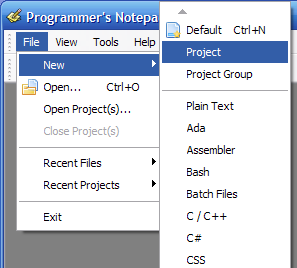 Programmer's Notepa
File View Tools Help
New
Open... Ctrl+O
Open Project(s)...
Close Project(s)
Recent Files
Recent Projects
Exit
Default Ctrl+N
Project
Project Group
Plain Text
Ada
Assembler
Bash
Batch Files
C / C++
C#
CSS